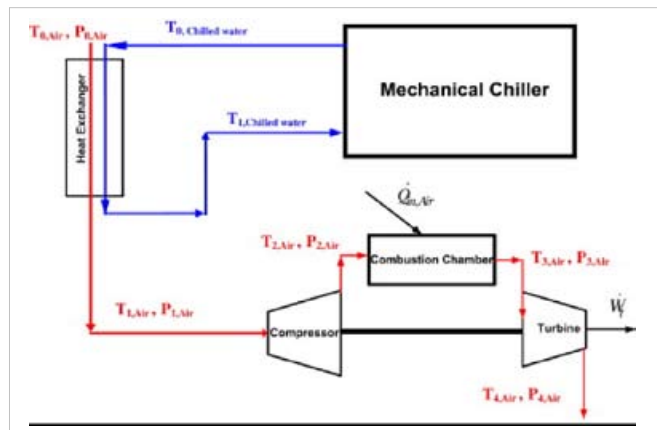 T0,Air , P0,Air
T0, Chilled water
Mechanical Chiller
Heat Exchanger
T1,Chilled water
Q̇in,Air
T2,Air , P2,Air
Combustion Chamber
T3,Air , P3,Air
T1,Air , P1,Air
Compressor
Turbine
T4,Air , P4,Air